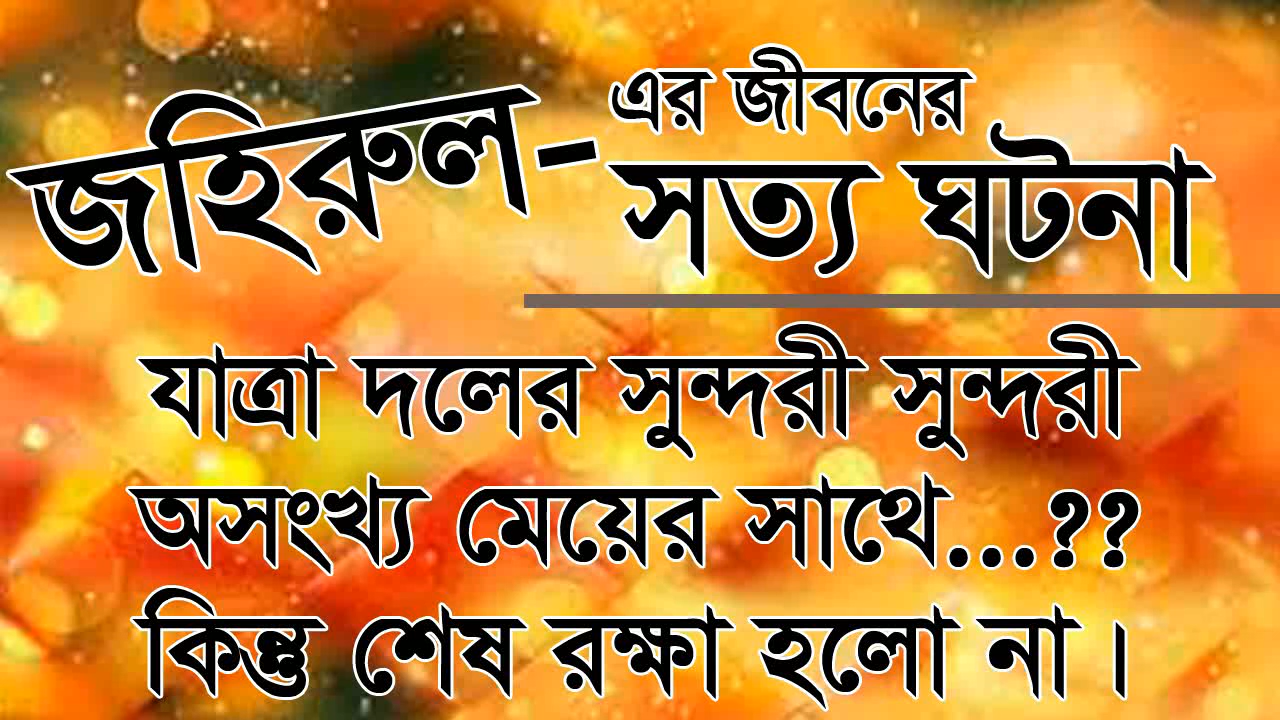 জহিরুল-এর জীবনের
সত্য ঘটনা
যাত্রা দলের সুন্দরী সুন্দরী
অসংখ্য মেয়ের সাথে...??
কিন্তু শেষ রক্ষা হলো না।